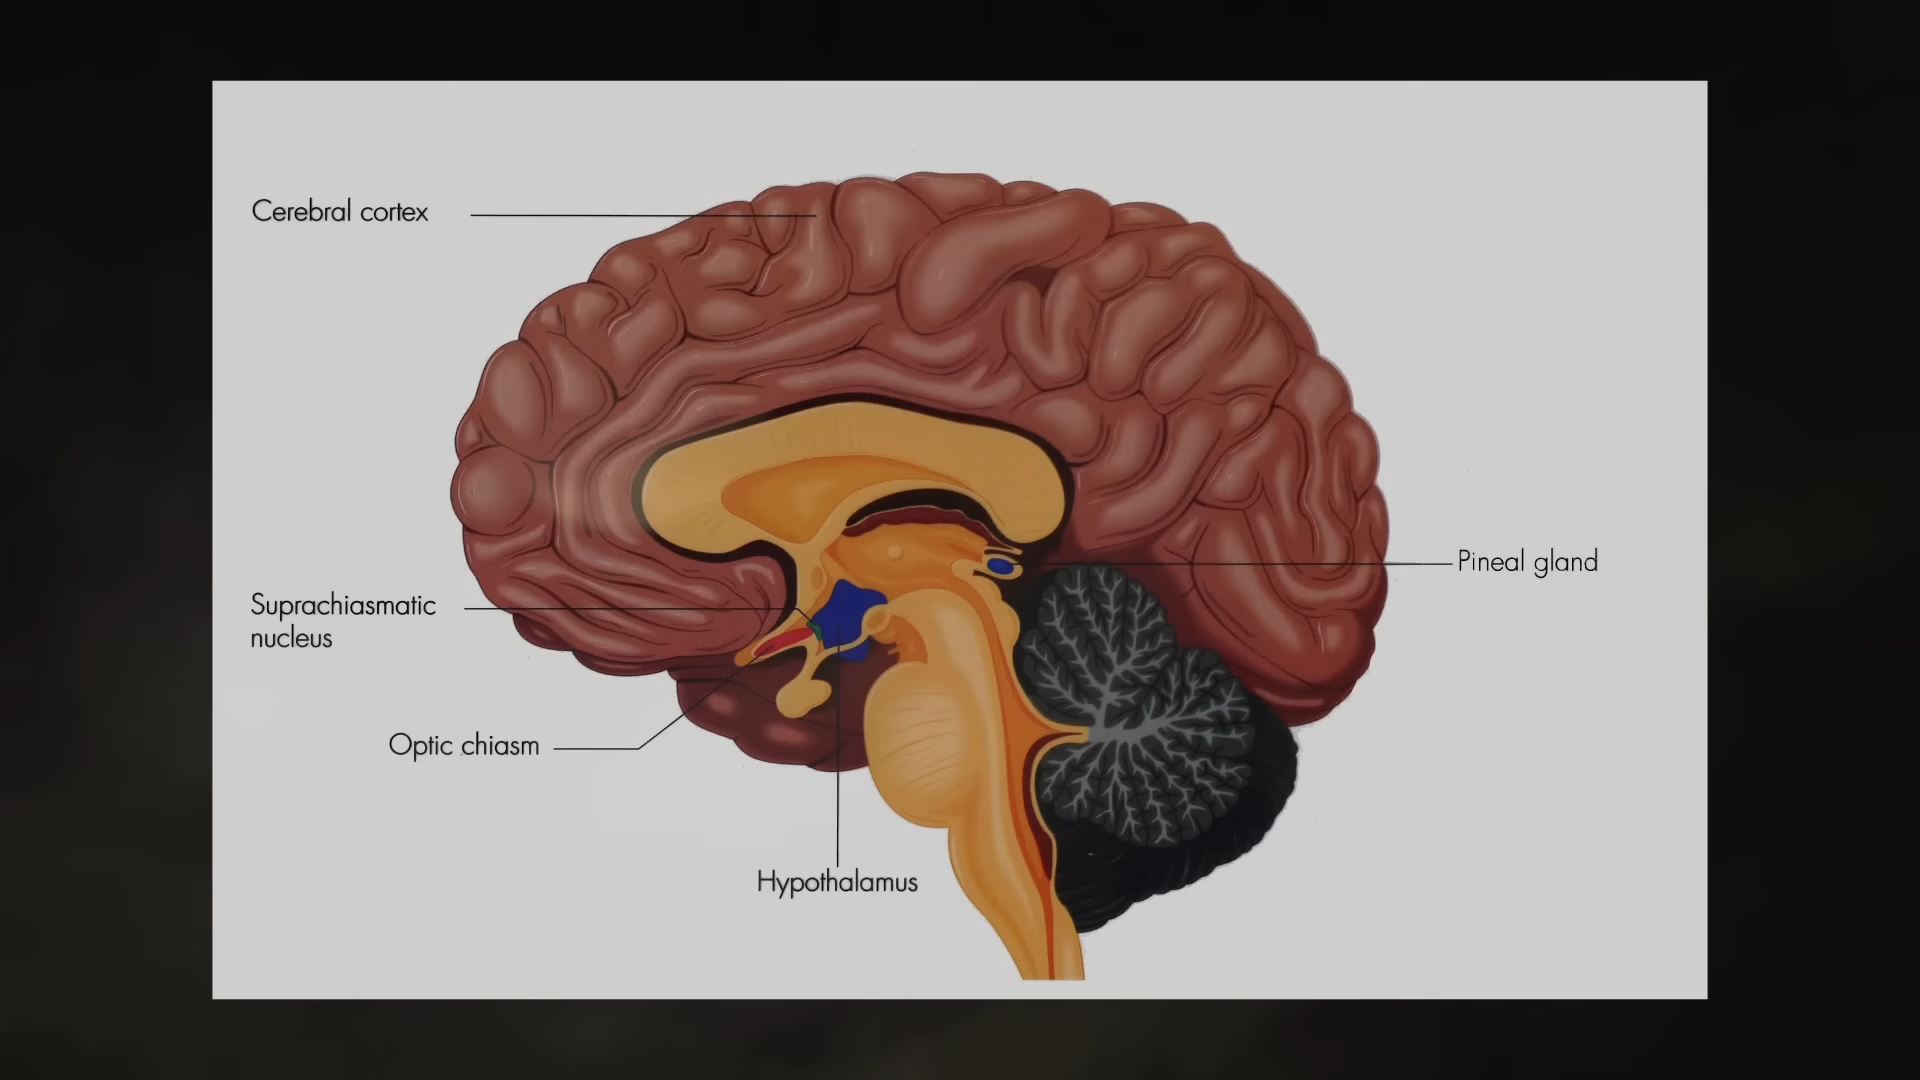 Cerebral cortex
Pineal gland
Suprachiasmatic
nucleus
Optic chiasm
Hypothalamus